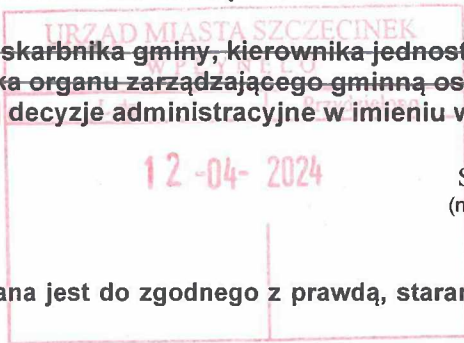 URZĄD MIASTA SZCZECINEK
skarbnika gminy, kierownika jednost
WPŁYNĘŁO
ka organu zarządzającego gminną os
decyzje administracyjne w imieniu w
12 -04- 2024
S
(m
ana jest do zgodnego z prawdą, staran